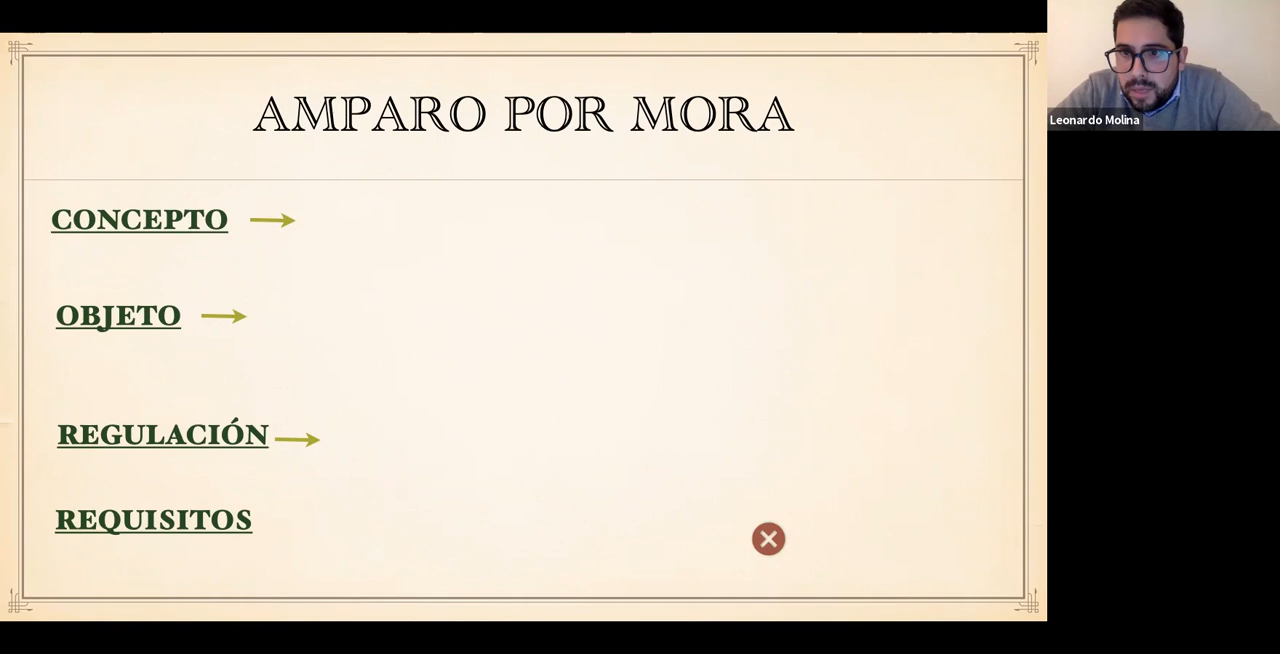 AMPARO POR MORA
CONCEPTO
OBJETO
REGULACIÓN
REQUISITOS
Leonardo Molina